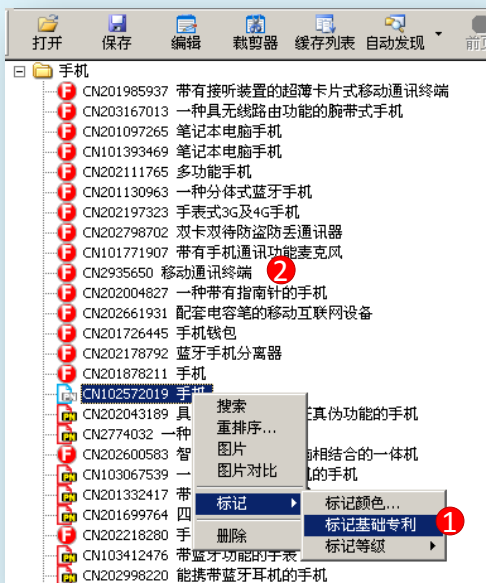 打开 保存 编辑 裁剪器 缓存列表 自动发现
手机
CN201985937 带有接听装置的超薄卡片式移动通讯终端
CN203167013 一种具无线路由功能的腕带式手机
CN201097265 笔记本电脑手机
CN101393469 笔记本电脑手机
CN202111765 多功能手机
CN201130963 一种分体式蓝牙手机
CN202197323 手表式3G及4G手机
CN202798702 双卡双待防盗防丢通讯器
CN101771907 带有手机通讯功能麦克风
CN2935650 移动通讯终端 2
CN202004827 一种带有指南针的手机
CN202661931 配套电容笔的移动互联网设备
CN201726445 手机钱包
CN202178792 蓝牙手机分离器
CN201878211 手机
CN102572019 手机
CN202043189 具 真伪功能的手机
CN2774032 一种
CN202600583 智 相结合的一体机
CN103067539 一 的手机
CN201332417 带
CN201699764 四
CN202218280 手
CN103412476 带蓝牙功能的手表
CN202998220 能携带蓝牙耳机的手机
搜索
重排序...
图片
图片对比
标记
删除
标记颜色...
标记基础专利 1
标记等级